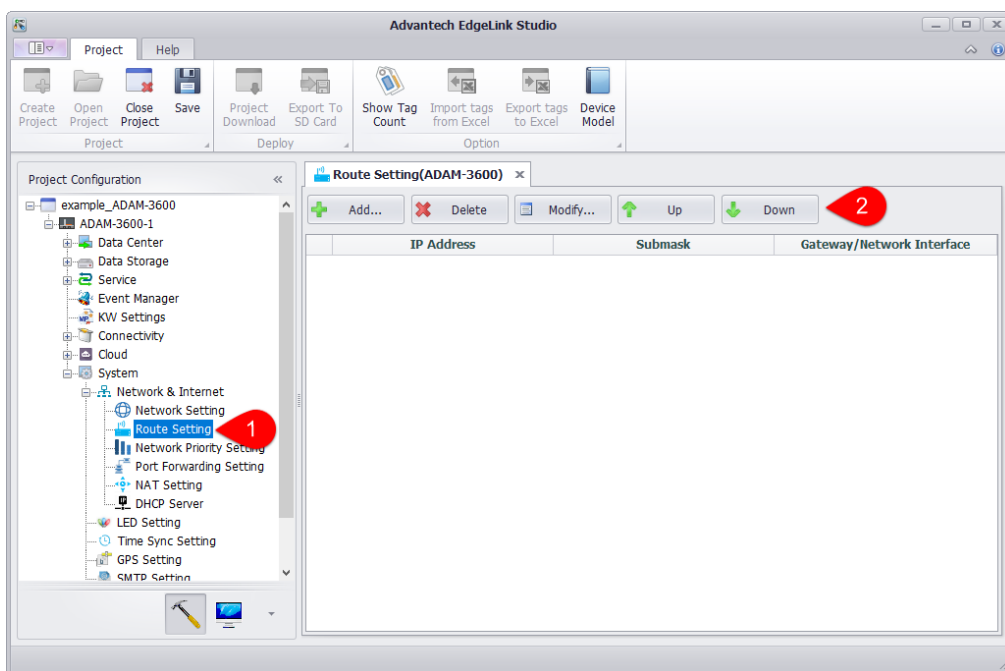 Advantech EdgeLink Studio
Project Help
Create Project Open Project Close Project Save Project Download Export To SD Card Show Tag Count Import tags from Excel Export tags to Excel Device Model
Project Deploy Option
Project Configuration «
Route Setting(ADAM-3600) x
example_ADAM-3600
ADAM-3600-1
Data Center
Data Storage
Service
Event Manager
KW Settings
Connectivity
Cloud
System
Network & Internet
Network Setting
Route Setting 1
Network Priority Setting
Port Forwarding Setting
NAT Setting
DHCP Server
LED Setting
Time Sync Setting
GPS Setting
SMTP Setting
Add... Delete Modify... Up Down 2
IP Address Submask Gateway/Network Interface